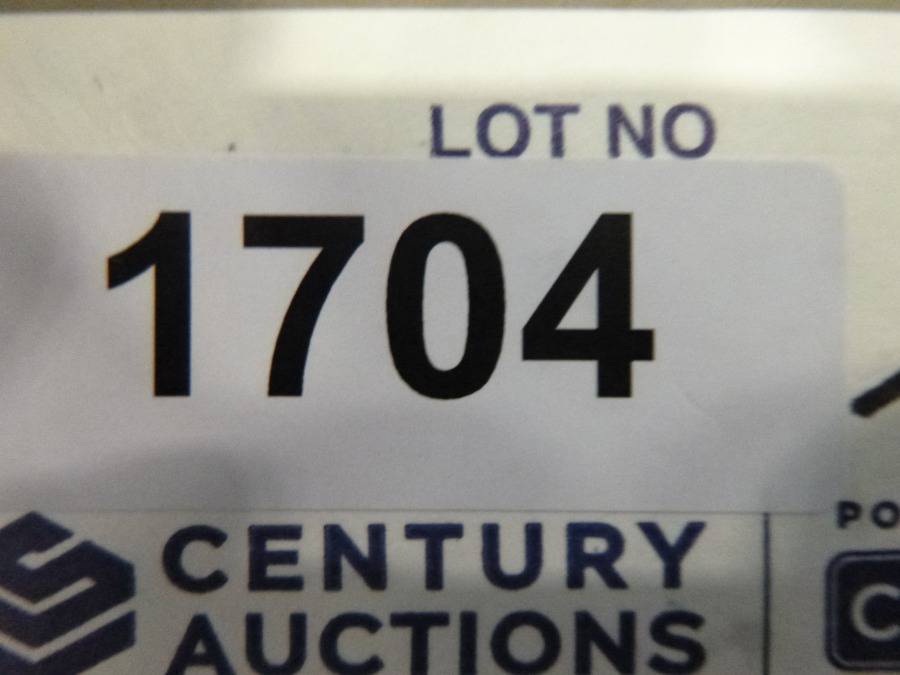 LOT NO
1704
CENTURY
AUCTIONS